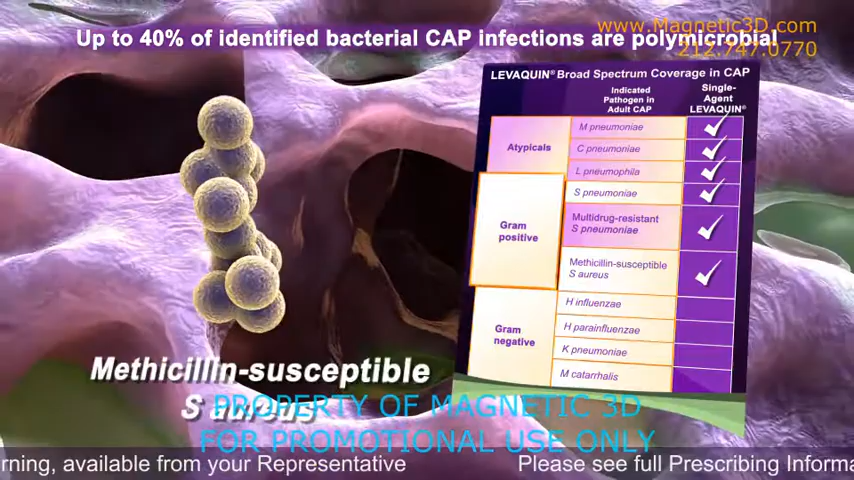 www.Magnetic3D.com
Up to 40% of identified bacterial CAP infections are polymicrobial
212.747.0770
LEVAQUIN® Broad Spectrum Coverage in CAP
Indicated Pathogen in Adult CAP
Single-Agent LEVAQUIN®
Atypicals
M pneumoniae
C pneumoniae
L pneumophila
Gram positive
S pneumoniae
Multidrug-resistant S pneumoniae
Methicillin-susceptible S aureus
Gram negative
H influenzae
H parainfluenzae
K pneumoniae
M catarrhalis
Methicillin-susceptible
S aureus
PROPERTY OF MAGNETIC 3D
FOR PROMOTIONAL USE ONLY
rning, available from your Representative
Please see full Prescribing Informa